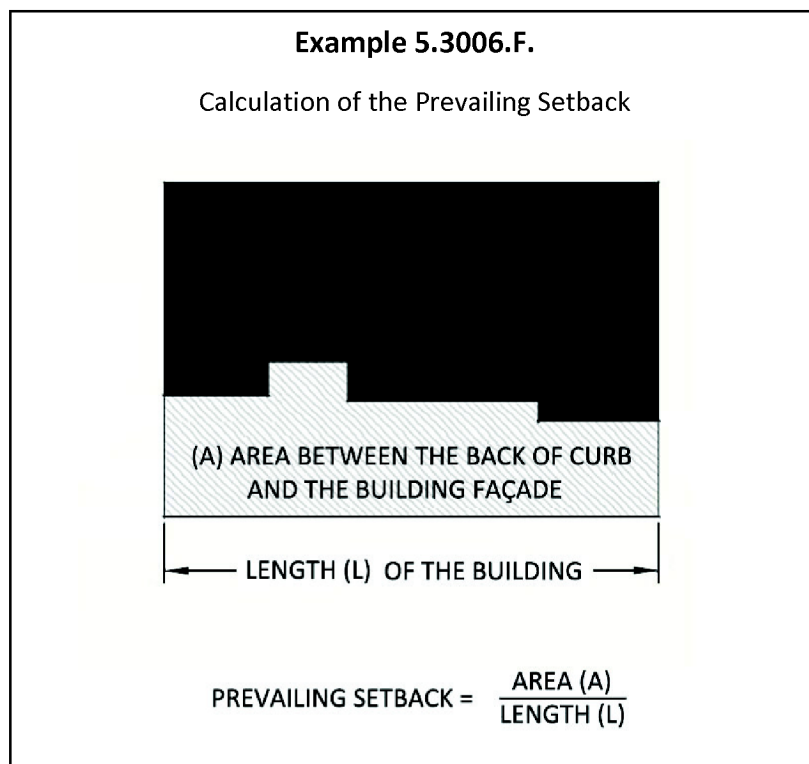 Example 5.3006.F.
Calculation of the Prevailing Setback
(A) AREA BETWEEN THE BACK OF CURB
AND THE BUILDING FAÇADE
LENGTH (L) OF THE BUILDING
PREVAILING SETBACK = AREA (A)
LENGTH (L)